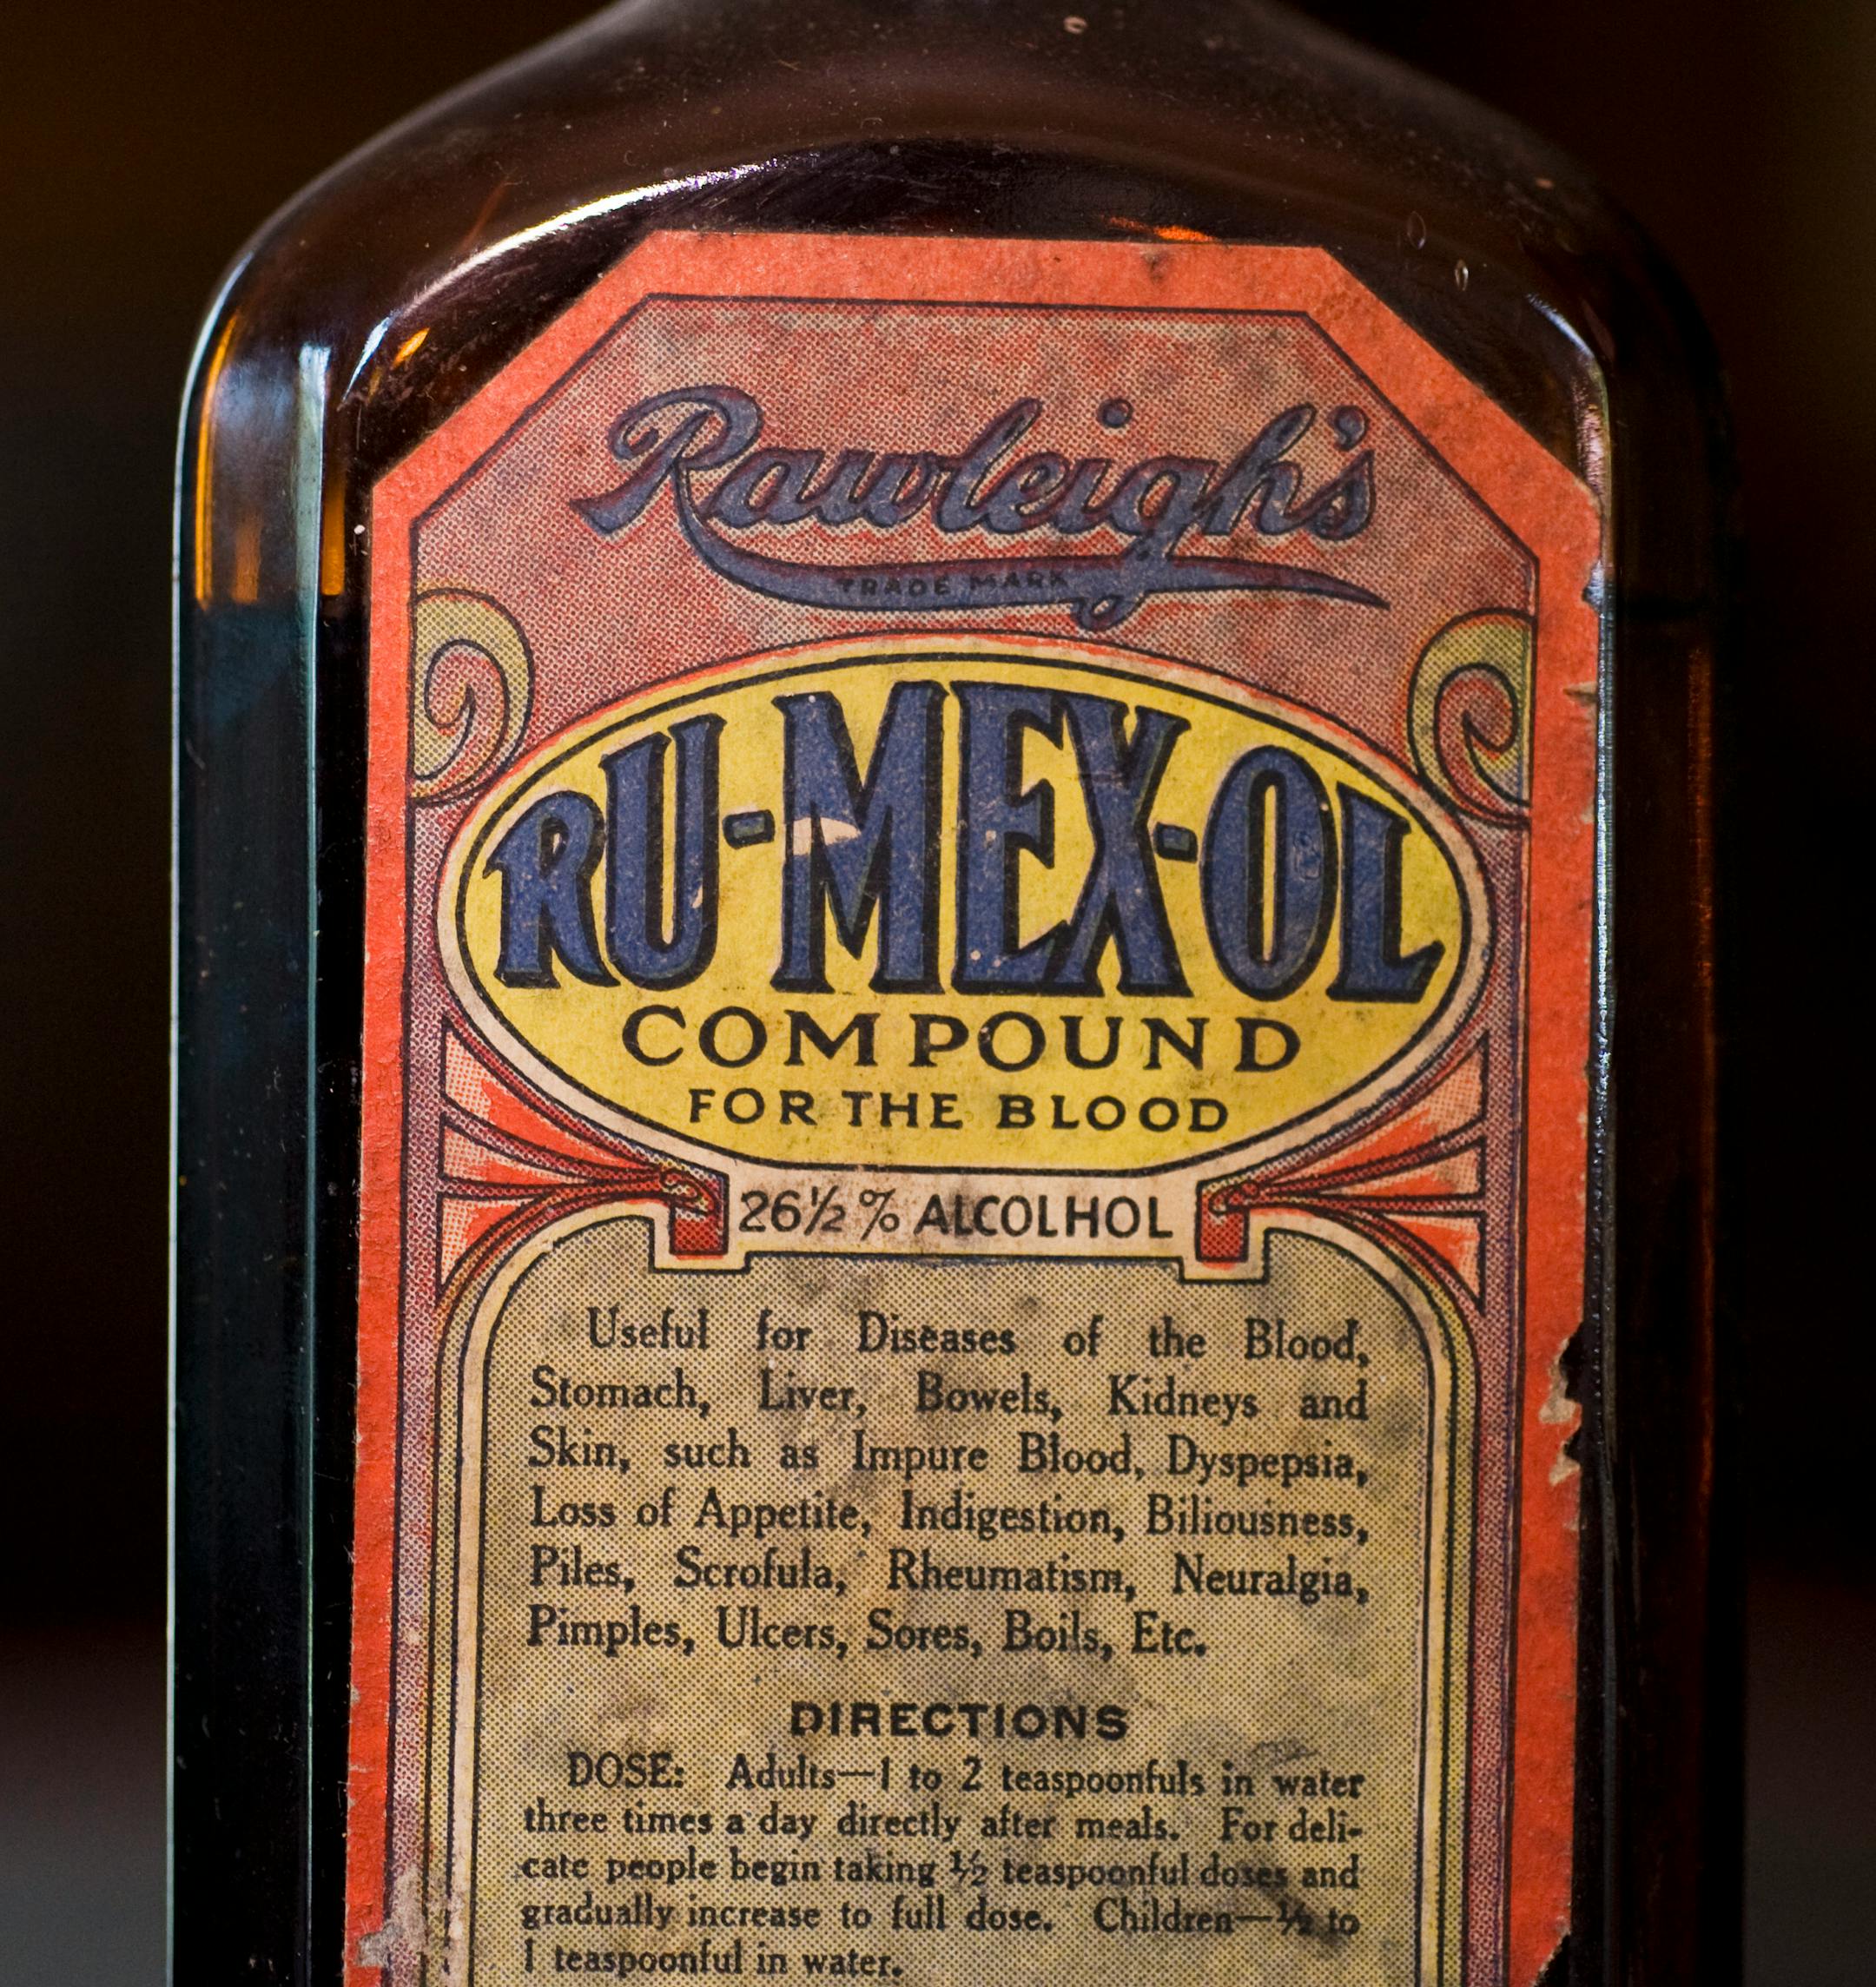 Rawleigh's
TRADE MARK
RU-MEX-OL
COMPOUND
FOR THE BLOOD
26½% ALCOLHOL
Useful for Diseases of the Blood,
Stomach, Liver, Bowels, Kidneys and
Skin, such as Impure Blood, Dyspepsia,
Loss of Appetite, Indigestion, Biliousness,
Piles, Scrofula, Rheumatism, Neuralgia,
Pimples, Ulcers, Sores, Boils, Etc.
DIRECTIONS
DOSE: Adults—1 to 2 teaspoonfuls in water
three times a day directly after meals. For deli-
cate people begin taking ½ teaspoonful doses and
gradually increase to full dose. Children—½ to
1 teaspoonful in water.